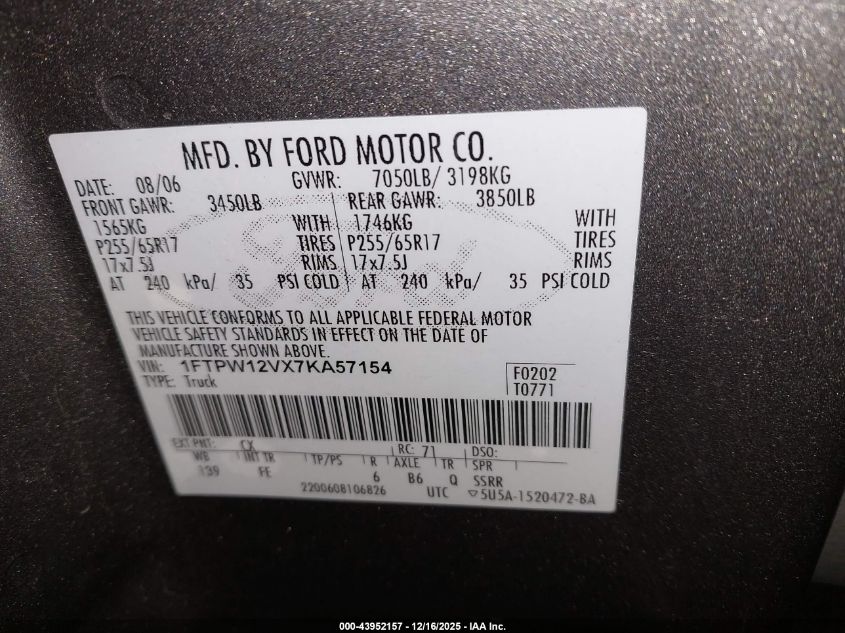 MFD. BY FORD MOTOR CO.
DATE: 08/06 GVWR: 7050LB/ 3198KG
FRONT GAWR: 3450LB REAR GAWR: 3850LB
1565KG WITH 1746KG WITH
P255/65R17 TIRES P255/65R17 TIRES
17x7.5J RIMS 17x7.5J RIMS
AT 240 kPa/ 35 PSI COLD AT 240 kPa/ 35 PSI COLD
THIS VEHICLE CONFORMS TO ALL APPLICABLE FEDERAL MOTOR
VEHICLE SAFETY STANDARDS IN EFFECT ON THE DATE OF
MANUFACTURE SHOWN ABOVE.
VIN: 1FTPW12VX7KA57154 F0202
TYPE: Truck T0771
EXT PNT: CX RC: 71 DSO:
WB INT TR TP/PS R AXLE TR SPR
139 FE 6 B6 Q SSRR
2200608106826 UTC ▽5U5A-1520472-BA
000-43952157 - 12/16/2025 - IAA Inc.